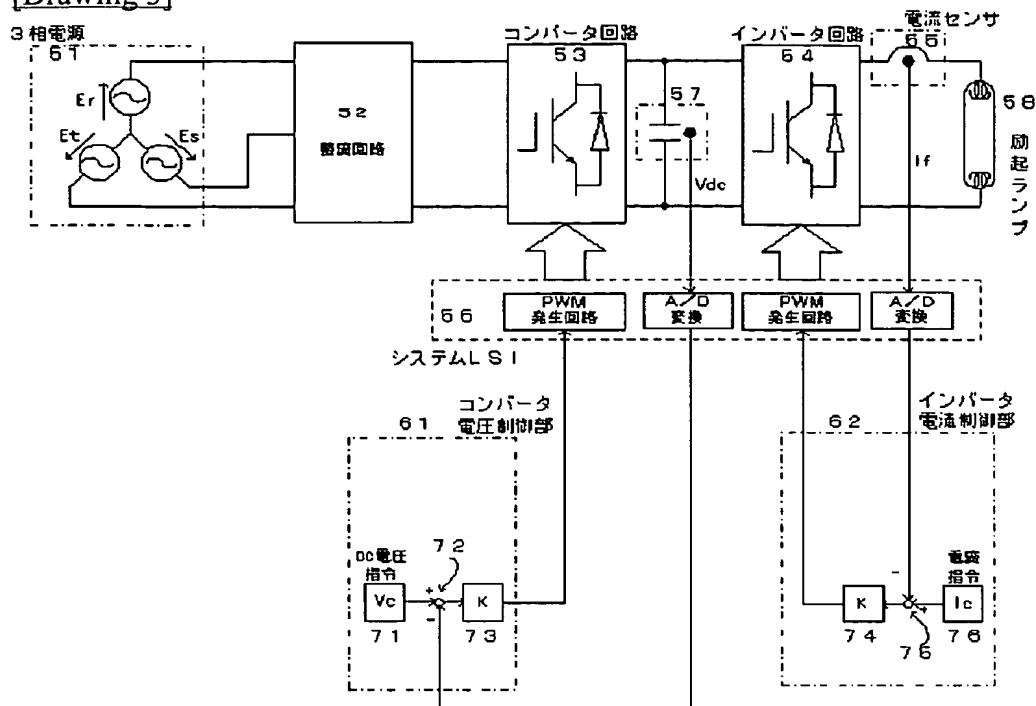 ３相電源
５１
Er
Et
Es
５２
整流回路
コンバータ回路
５３
５７
Vdc
インバータ回路
５４
電流センサ
５５
If
５８
励起ランプ
５６
PWM
発生回路
A／D
変換
PWM
発生回路
A／D
変換
システムＬＳＩ
コンバータ
電圧制御部
６１
DC電圧
指令
Vc
７１
７２
+
-
K
７３
インバータ
電流制御部
６２
K
７４
-
+
７５
電流
指令
Ic
７６